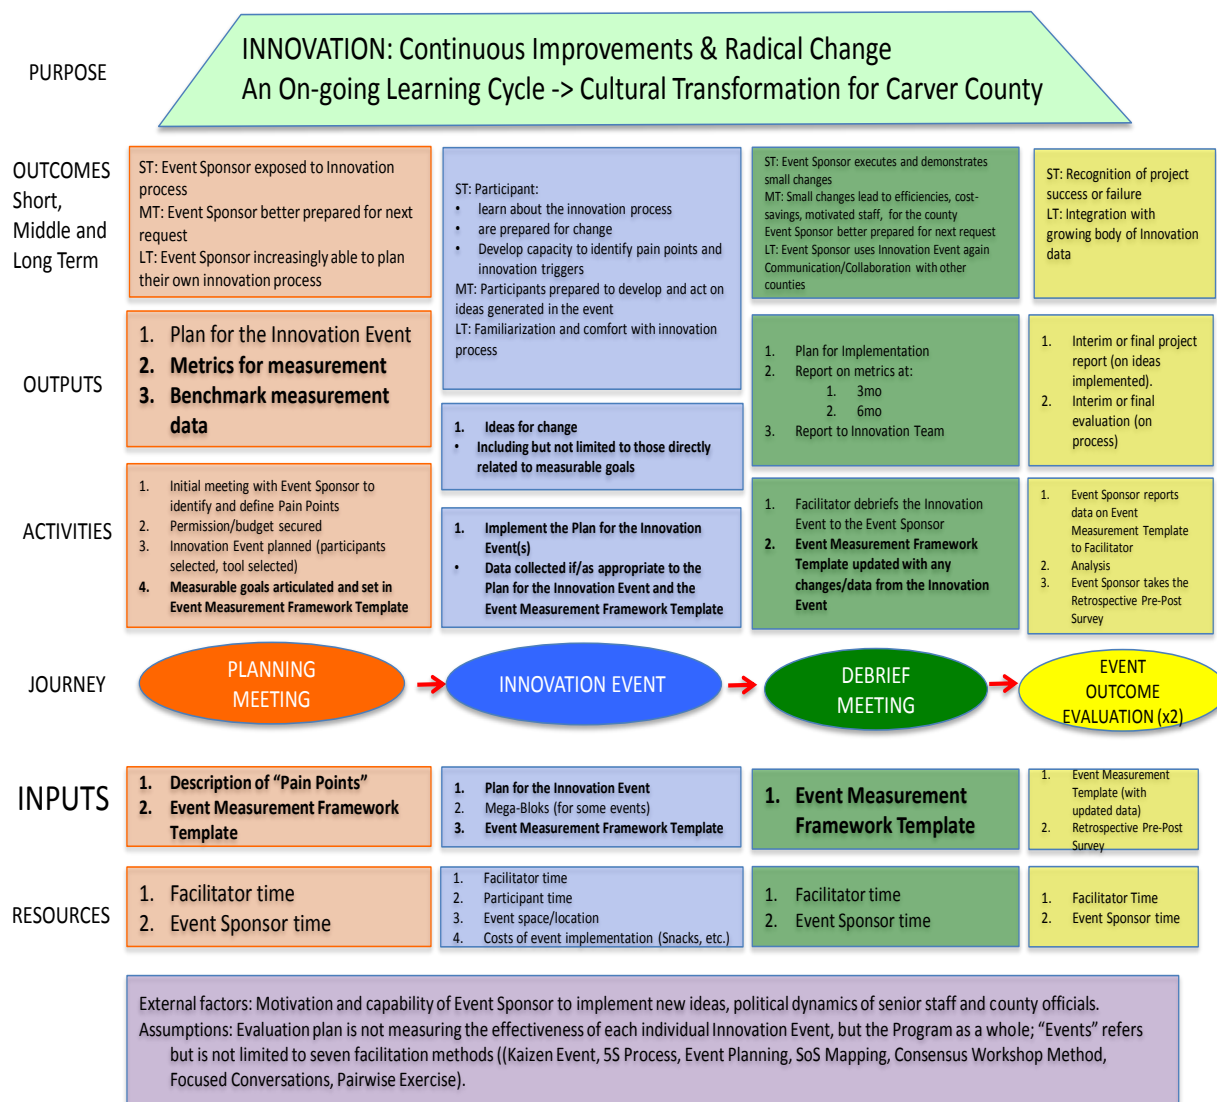 INNOVATION: Continuous Improvements & Radical Change
An On-going Learning Cycle -> Cultural Transformation for Carver County
PURPOSE
OUTCOMES
Short,
Middle and
Long Term
ST: Event Sponsor exposed to Innovation
process
MT: Event Sponsor better prepared for next
request
LT: Event Sponsor increasingly able to plan
their own innovation process
ST: Participant:
• learn about the innovation process
• are prepared for change
• Develop capacity to identify pain points and
innovation triggers
MT: Participants prepared to develop and act on
ideas generated in the event
LT: Familiarization and comfort with innovation
process
ST: Event Sponsor executes and demonstrates
small changes
MT: Small changes lead to efficiencies, cost-
savings, motivated staff, for the county
Event Sponsor better prepared for next request
LT: Event Sponsor uses Innovation Event again
Communication/Collaboration with other
counties
ST: Recognition of project
success or failure
LT: Integration with
growing body of Innovation
data
OUTPUTS
1. Plan for the Innovation Event
2. Metrics for measurement
3. Benchmark measurement
data
1. Ideas for change
• Including but not limited to those directly
related to measurable goals
1. Plan for Implementation
2. Report on metrics at:
1. 3mo
2. 6mo
3. Report to Innovation Team
1. Interim or final project
report (on ideas
implemented).
2. Interim or final
evaluation (on
process)
ACTIVITIES
1. Initial meeting with Event Sponsor to
identify and define Pain Points
2. Permission/budget secured
3. Innovation Event planned (participants
selected, tool selected)
4. Measurable goals articulated and set in
Event Measurement Framework Template
1. Implement the Plan for the Innovation
Event(s)
• Data collected if/as appropriate to the
Plan for the Innovation Event and the
Event Measurement Framework Template
1. Facilitator debriefs the Innovation
Event to the Event Sponsor
2. Event Measurement Framework
Template updated with any
changes/data from the Innovation
Event
1. Event Sponsor reports
data on Event
Measurement Template
to Facilitator
2. Analysis
3. Event Sponsor takes the
Retrospective Pre-Post
Survey
JOURNEY
PLANNING
MEETING
INNOVATION EVENT
DEBRIEF
MEETING
EVENT
OUTCOME
EVALUATION (x2)
INPUTS
1. Description of “Pain Points”
2. Event Measurement Framework
Template
1. Plan for the Innovation Event
2. Mega-Bloks (for some events)
3. Event Measurement Framework Template
1. Event Measurement
Framework Template
1. Event Measurement
Template (with
updated data)
2. Retrospective Pre-Post
Survey
RESOURCES
1. Facilitator time
2. Event Sponsor time
1. Facilitator time
2. Participant time
3. Event space/location
4. Costs of event implementation (Snacks, etc.)
1. Facilitator time
2. Event Sponsor time
1. Facilitator Time
2. Event Sponsor time
External factors: Motivation and capability of Event Sponsor to implement new ideas, political dynamics of senior staff and county officials.
Assumptions: Evaluation plan is not measuring the effectiveness of each individual Innovation Event, but the Program as a whole; “Events” refers
but is not limited to seven facilitation methods ((Kaizen Event, 5S Process, Event Planning, SoS Mapping, Consensus Workshop Method,
Focused Conversations, Pairwise Exercise).